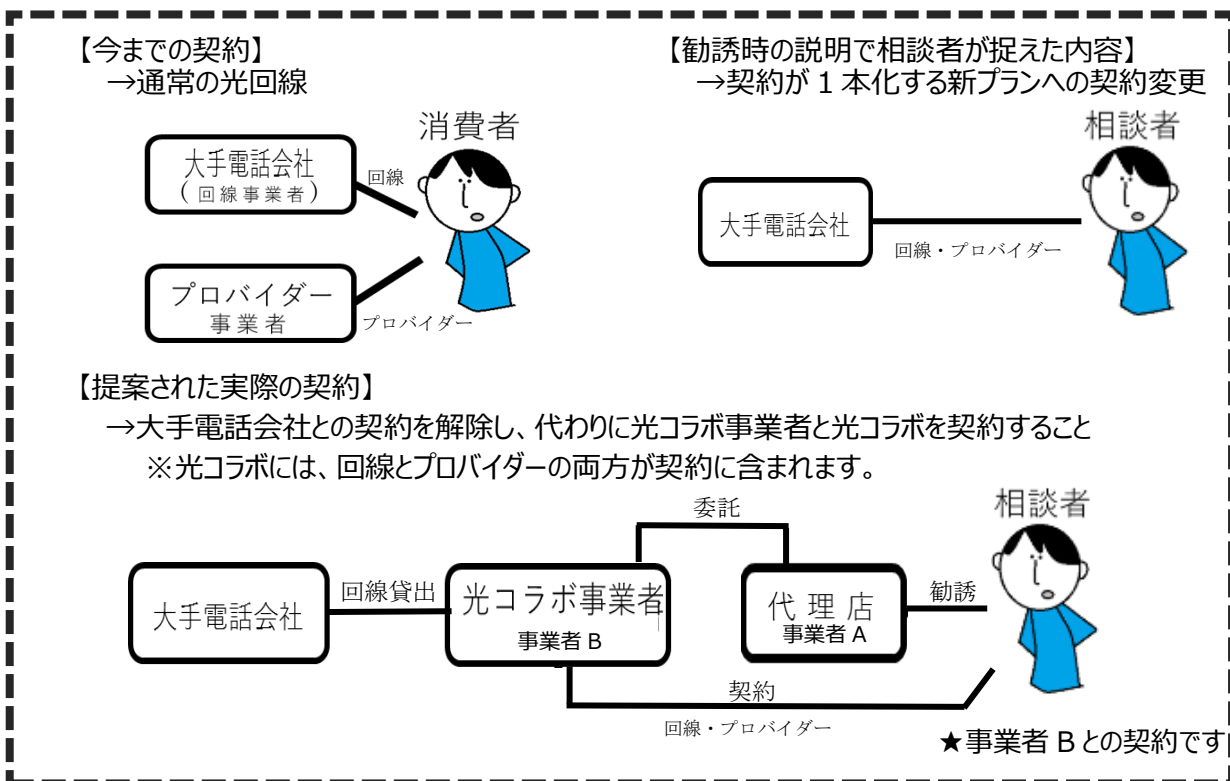 【今までの契約】
→通常の光回線
消費者
大手電話会社
(回線事業者)
回線
プロバイダー
事業者
プロバイダー
【勧誘時の説明で相談者が捉えた内容】
→契約が1本化する新プランへの契約変更
相談者
大手電話会社
回線・プロバイダー
【提案された実際の契約】
→大手電話会社との契約を解除し、代わりに光コラボ事業者と光コラボを契約すること
※光コラボには、回線とプロバイダーの両方が契約に含まれます。
委託
相談者
大手電話会社
回線貸出
光コラボ事業者
事業者B
代理店
事業者A
勧誘
契約
回線・プロバイダー
★事業者Bとの契約です